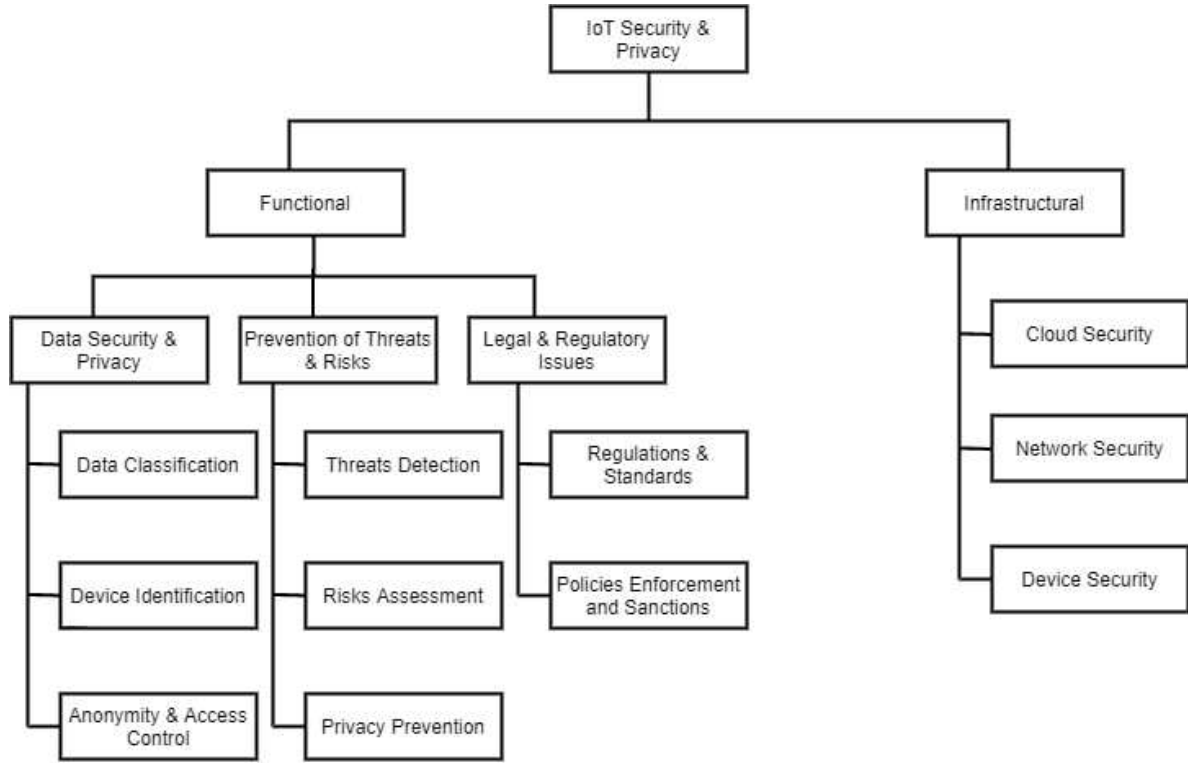 IoT Security &
Privacy
Functional
Infrastructural
Data Security &
Privacy
Prevention of Threats
& Risks
Legal & Regulatory
Issues
Cloud Security
Data Classification
Threats Detection
Regulations &
Standards
Network Security
Device Identification
Risks Assessment
Policies Enforcement
and Sanctions
Device Security
Anonymity & Access
Control
Privacy Prevention